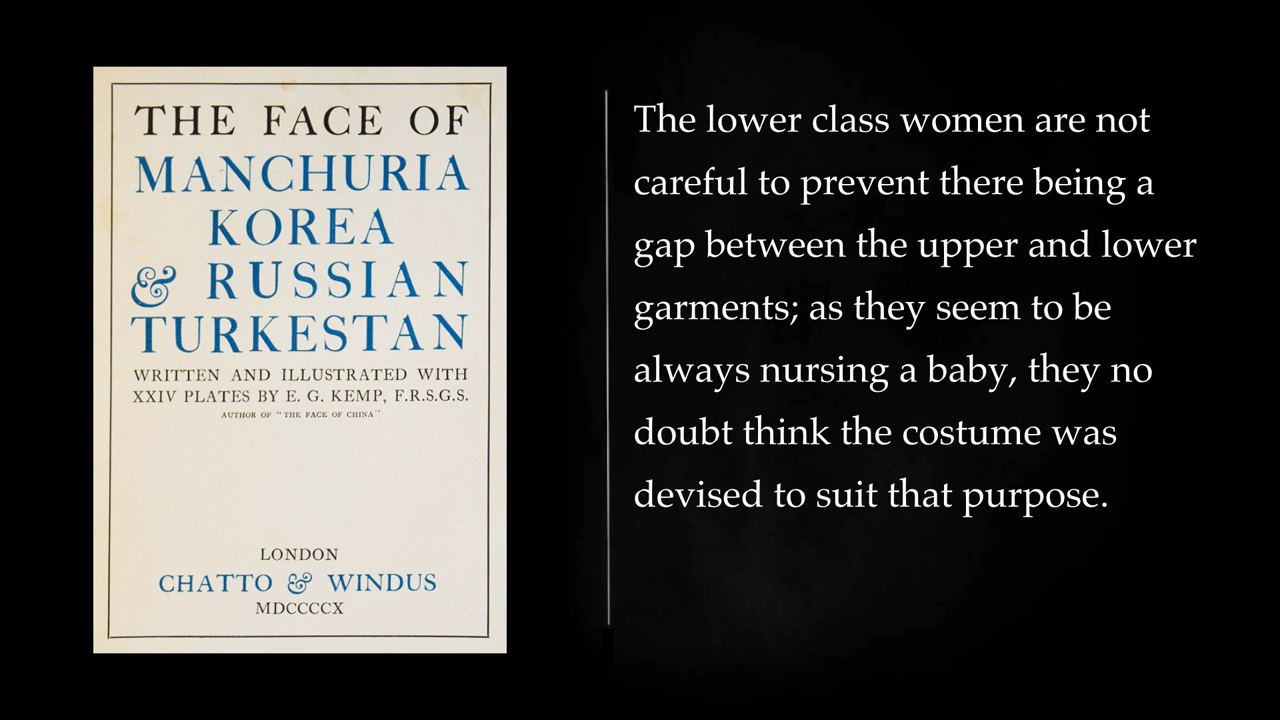 THE FACE OF
MANCHURIA
KOREA
& RUSSIAN
TURKESTAN
WRITTEN AND ILLUSTRATED WITH
XXIV PLATES BY E. G. KEMP, F.R.S.G.S.
AUTHOR OF "THE FACE OF CHINA"
LONDON
CHATTO & WINDUS
MDCCCCX
The lower class women are not
careful to prevent there being a
gap between the upper and lower
garments; as they seem to be
always nursing a baby, they no
doubt think the costume was
devised to suit that purpose.